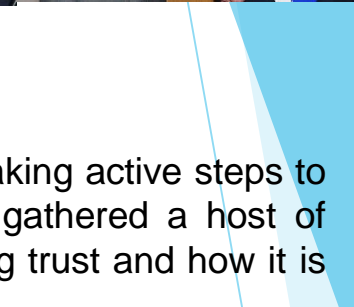 aking active steps to
gathered a host of
g trust and how it is